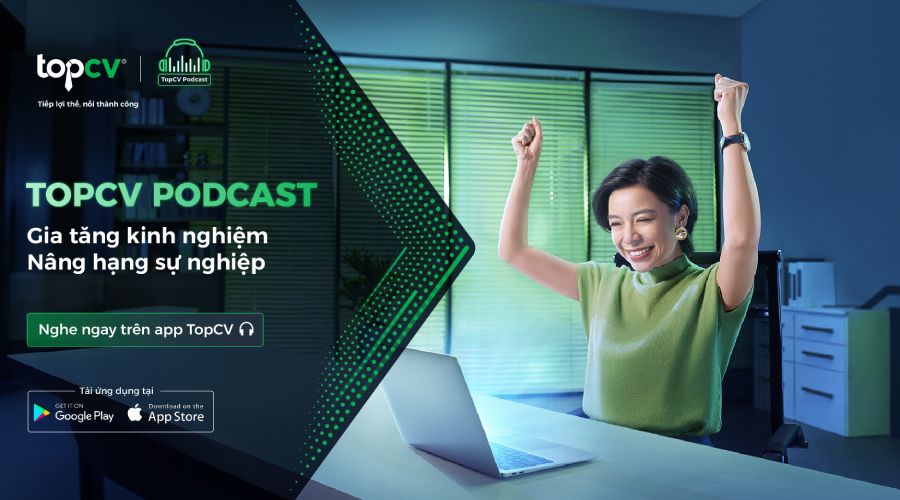 topcv
TopCV Podcast
Tiếp lợi thế, nối thành công
TOPCV PODCAST
Gia tăng kinh nghiệm
Nâng hạng sự nghiệp
Nghe ngay trên app TopCV
Tải ứng dụng tại
GET IT ON
Google Play
Download on the
App Store